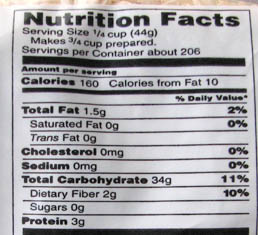 Nutrition Facts
Serving Size 1/4 cup (44g)
Makes 3/4 cup prepared.
Servings per Container about 206
Amount per serving
Calories 160 Calories from Fat 10
% Daily Value*
Total Fat 1.5g 2%
Saturated Fat 0g 0%
Trans Fat 0g
Cholesterol 0mg 0%
Sodium 0mg 0%
Total Carbohydrate 34g 11%
Dietary Fiber 2g 10%
Sugars 0g
Protein 3g